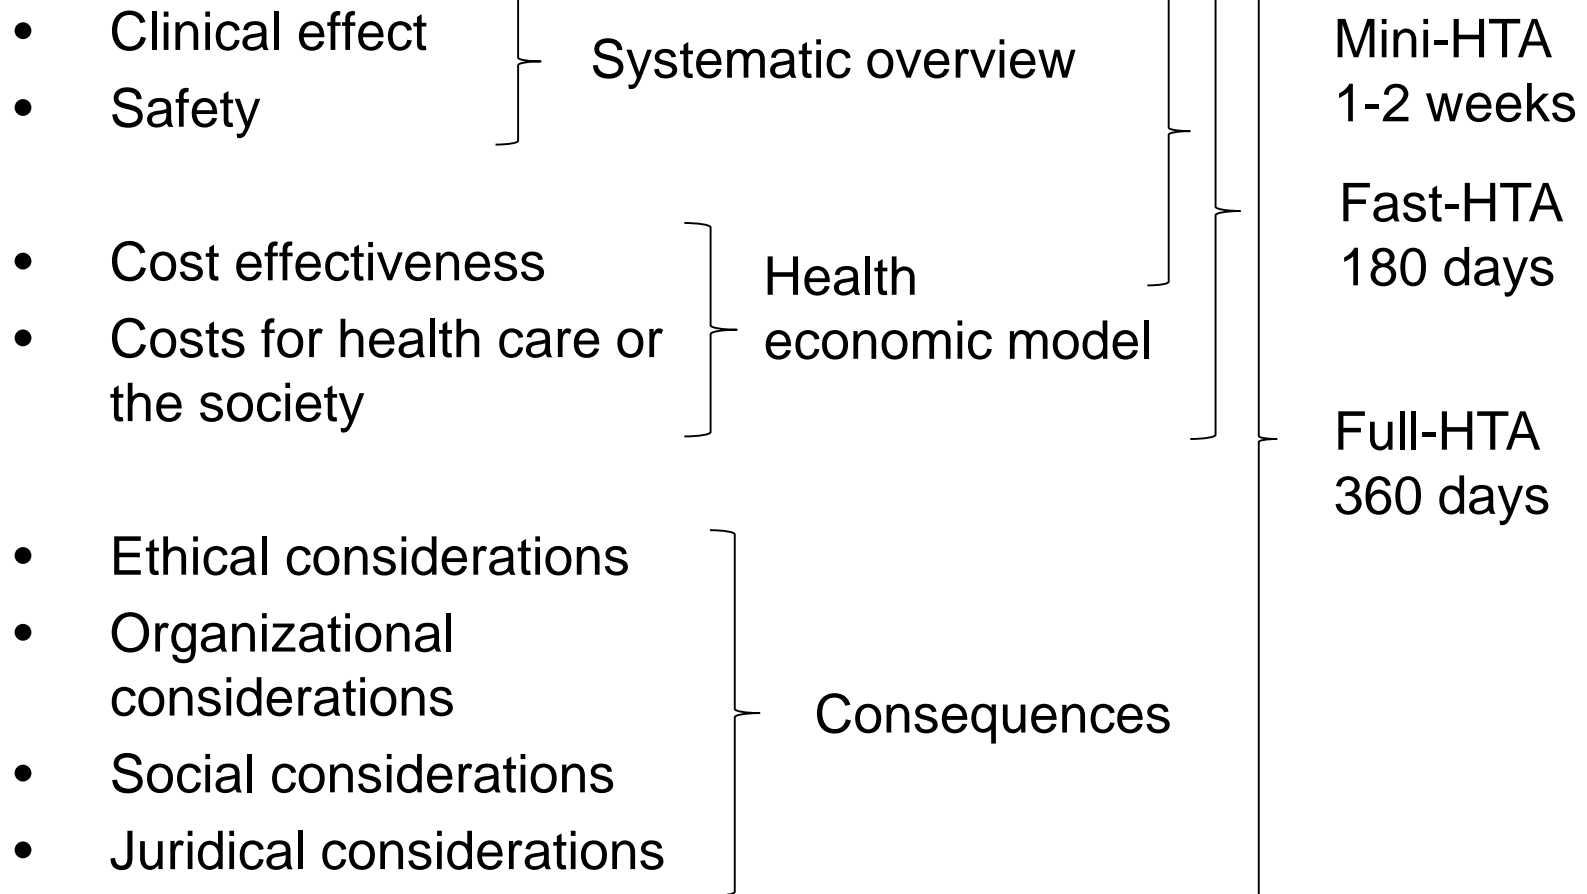 • Clinical effect
• Safety
Systematic overview
• Cost effectiveness
• Costs for health care or
the society
Health
economic model
• Ethical considerations
• Organizational
considerations
• Social considerations
• Juridical considerations
Consequences
Mini-HTA
1-2 weeks
Fast-HTA
180 days
Full-HTA
360 days